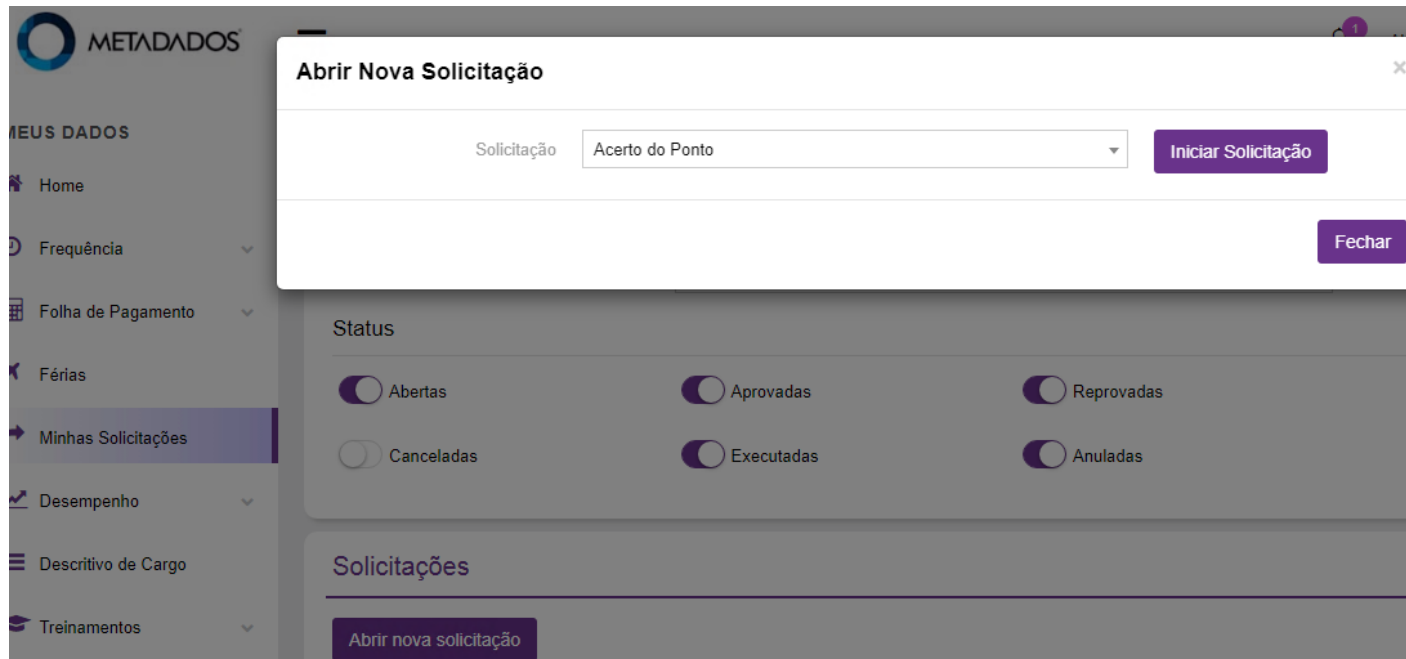 METADADOS
1
Abrir Nova Solicitação
×
MEUS DADOS
Solicitação
Acerto do Ponto
Iniciar Solicitação
Home
Frequência
Fechar
Folha de Pagamento
Status
Férias
Abertas
Aprovadas
Reprovadas
Minhas Solicitações
Canceladas
Executadas
Anuladas
Desempenho
Descritivo de Cargo
Solicitações
Treinamentos
Abrir nova solicitação